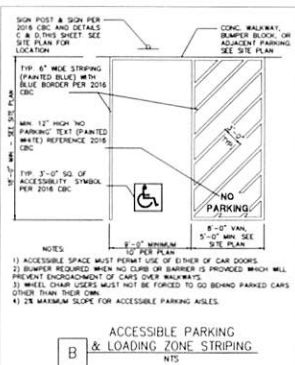 SIGN POST & SIGN PER
2016 CBC AND DETAILS
C & D, THIS SHEET. SEE
SITE PLAN FOR
LOCATION
CONC. WALKWAY,
BUMPER BLOCK, OR
ADJACENT PARKING.
SEE SITE PLAN
TYP. 6" WIDE STRIPING
(PAINTED BLUE) WITH
BLUE BORDER PER 2016
CBC
MIN. 12" HIGH 'NO
PARKING' TEXT (PAINTED
WHITE) REFERENCE 2016
CBC
TYP. 3'-0" SQ. OF
ACCESSIBILITY SYMBOL
PER 2016 CBC
18'-0" MIN. - SEE SITE PLAN
3'-0"
TYP.
NO
PARKING
9'-0" MINIMUM
10' PER PLAN
8'-0" VAN,
5'-0" MIN. SEE
SITE PLAN
NOTES:
1) ACCESSIBLE SPACE MUST PERMIT USE OF EITHER OF CAR DOORS.
2) BUMPER REQUIRED WHEN NO CURB OR BARRIER IS PROVIDED WHICH WILL
PREVENT ENCROACHMENT OF CARS OVER WALKWAYS.
3) WHEEL CHAIR USERS MUST NOT BE FORCED TO GO BEHIND PARKED CARS
OTHER THAN THEIR OWN.
4) 2% MAXIMUM SLOPE FOR ACCESSIBLE PARKING AISLES.
B
ACCESSIBLE PARKING
& LOADING ZONE STRIPING
NTS